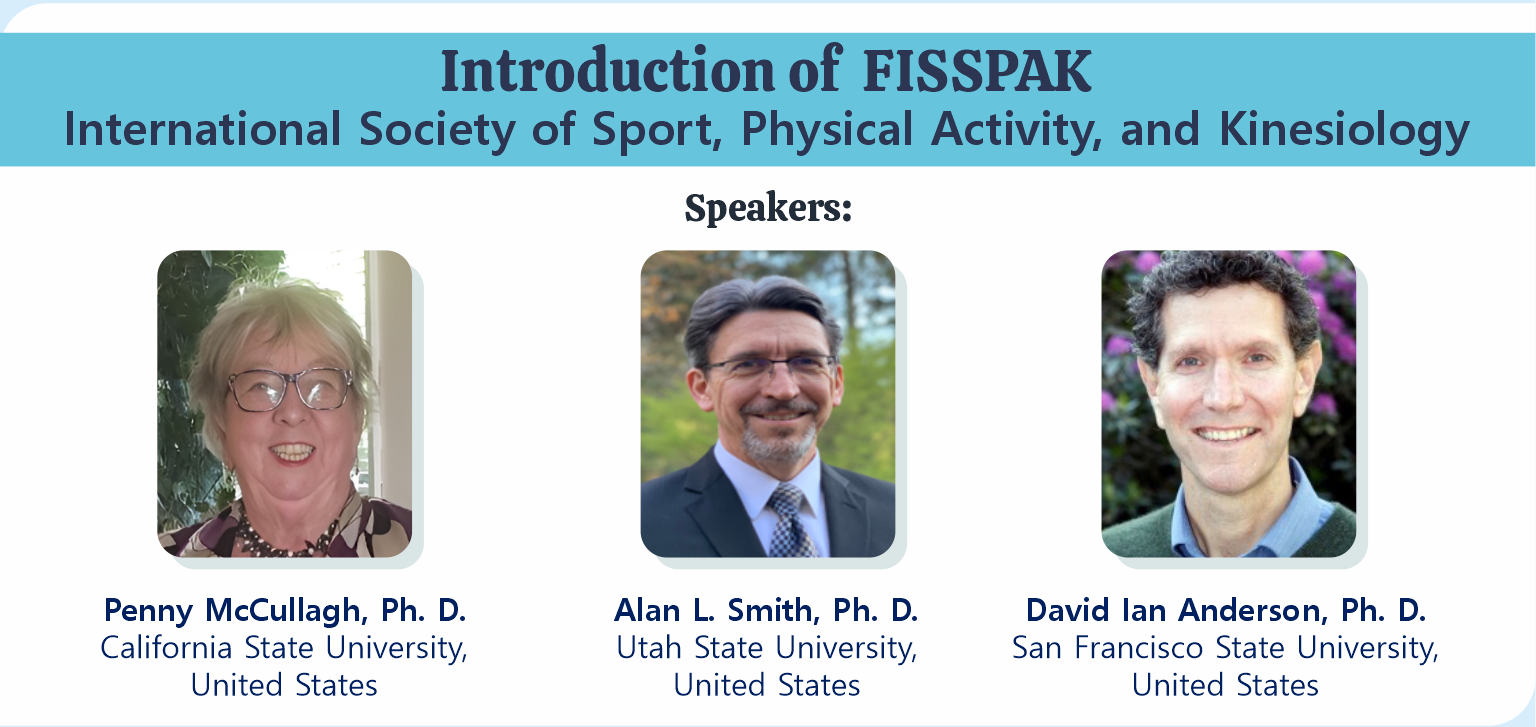 Introduction of FISSPAK
International Society of Sport, Physical Activity, and Kinesiology
Speakers:
Penny McCullagh, Ph. D.
California State University,
United States
Alan L. Smith, Ph. D.
Utah State University,
United States
David Ian Anderson, Ph. D.
San Francisco State University,
United States